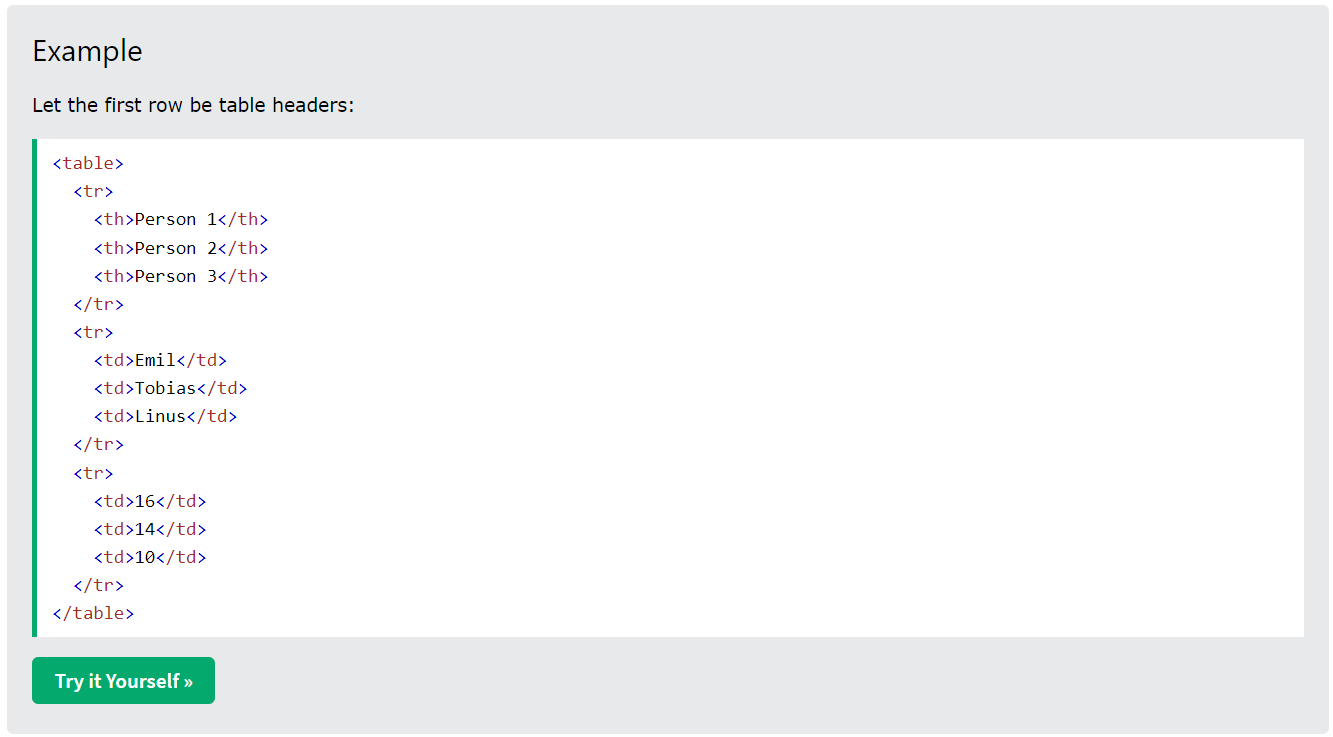 Example
Let the first row be table headers:
<table>
  <tr>
    <th>Person 1</th>
    <th>Person 2</th>
    <th>Person 3</th>
  </tr>
  <tr>
    <td>Emil</td>
    <td>Tobias</td>
    <td>Linus</td>
  </tr>
  <tr>
    <td>16</td>
    <td>14</td>
    <td>10</td>
  </tr>
</table>
Try it Yourself »